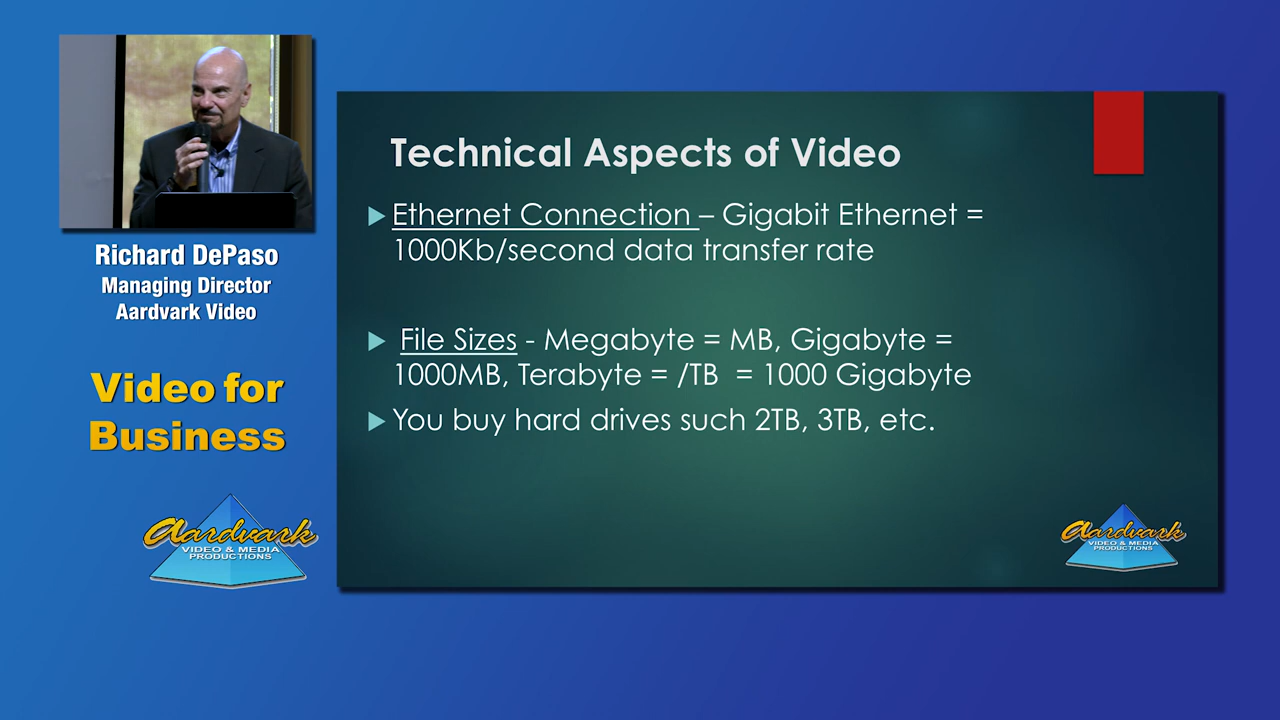 Richard DePaso
Managing Director
Aardvark Video
Video for
Business
Aardvark
VIDEO & MEDIA
PRODUCTIONS
Technical Aspects of Video
Ethernet Connection – Gigabit Ethernet =
1000Kb/second data transfer rate
File Sizes - Megabyte = MB, Gigabyte =
1000MB, Terabyte = /TB = 1000 Gigabyte
You buy hard drives such 2TB, 3TB, etc.
Aardvark
VIDEO & MEDIA
PRODUCTIONS